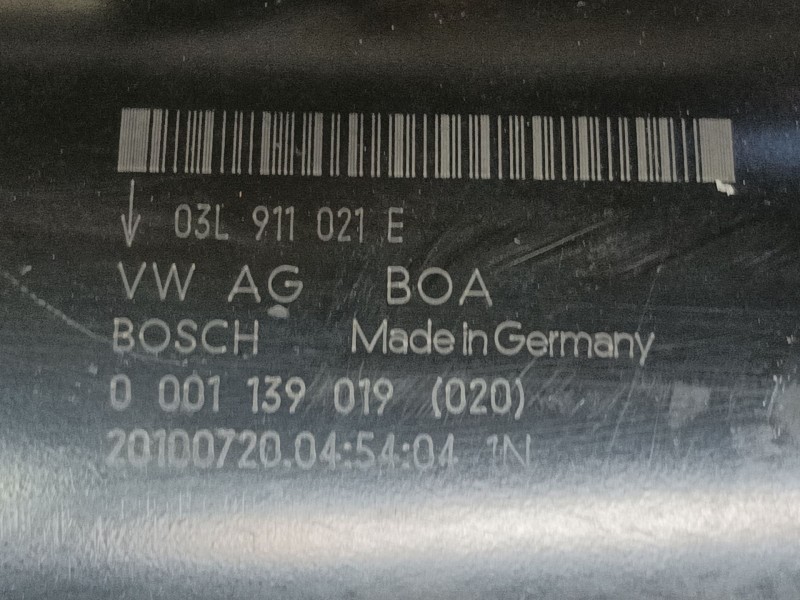 03L 911 021 E
VW AG BOA
BOSCH Made in Germany
0 001 139 019 (020)
20100720.04:54:04 1N